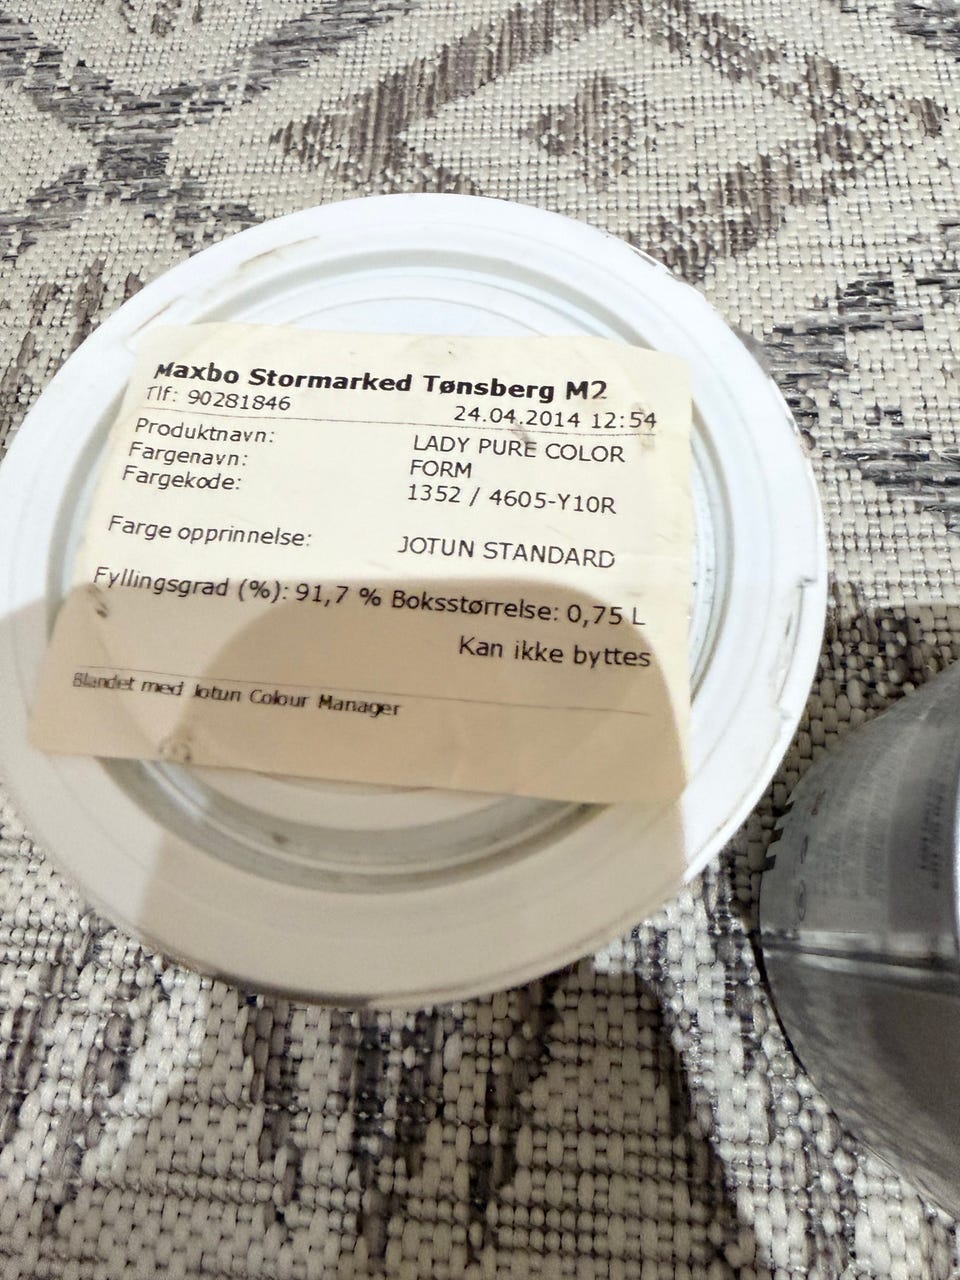 Maxbo Stormarked Tønsberg M2
Tlf: 90281846 24.04.2014 12:54
Produktnavn: LADY PURE COLOR
Fargenavn: FORM
Fargekode: 1352 / 4605-Y10R
Farge opprinnelse: JOTUN STANDARD
Fyllingsgrad (%): 91,7 % Boksstørrelse: 0,75 L
Kan ikke byttes
Blandet med Jotun Colour Manager